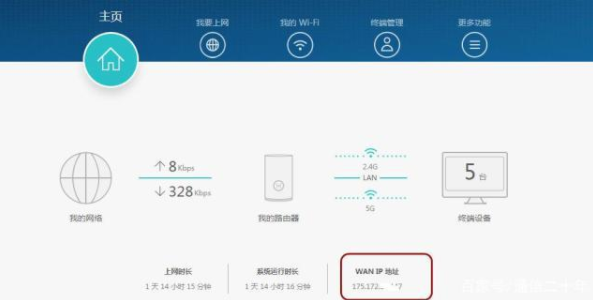 主页
我要上网
我的 Wi-Fi
终端管理
更多功能
8 Kbps
328 Kbps
2.4G
LAN
5G
5 台
我的网络
我的路由器
终端设备
上网时长
系统运行时长
WAN IP 地址
1 天 14 小时 15 分钟
1 天 14 小时 16 分钟
175.172.